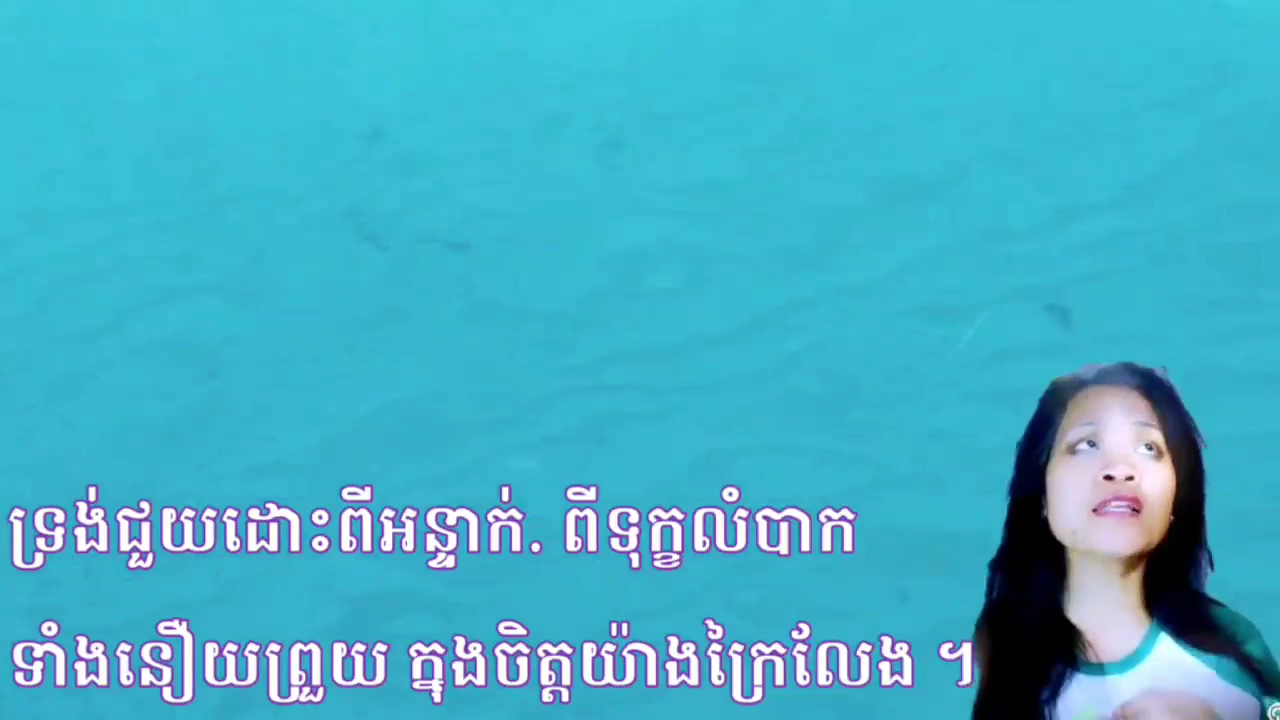 ទ្រង់ជួយដោះពីអន្ទាក់. ពីទុក្ខលំបាក
ទាំងនឿយព្រួយ ក្នុងចិត្តយ៉ាងក្រៃលែង ៗ